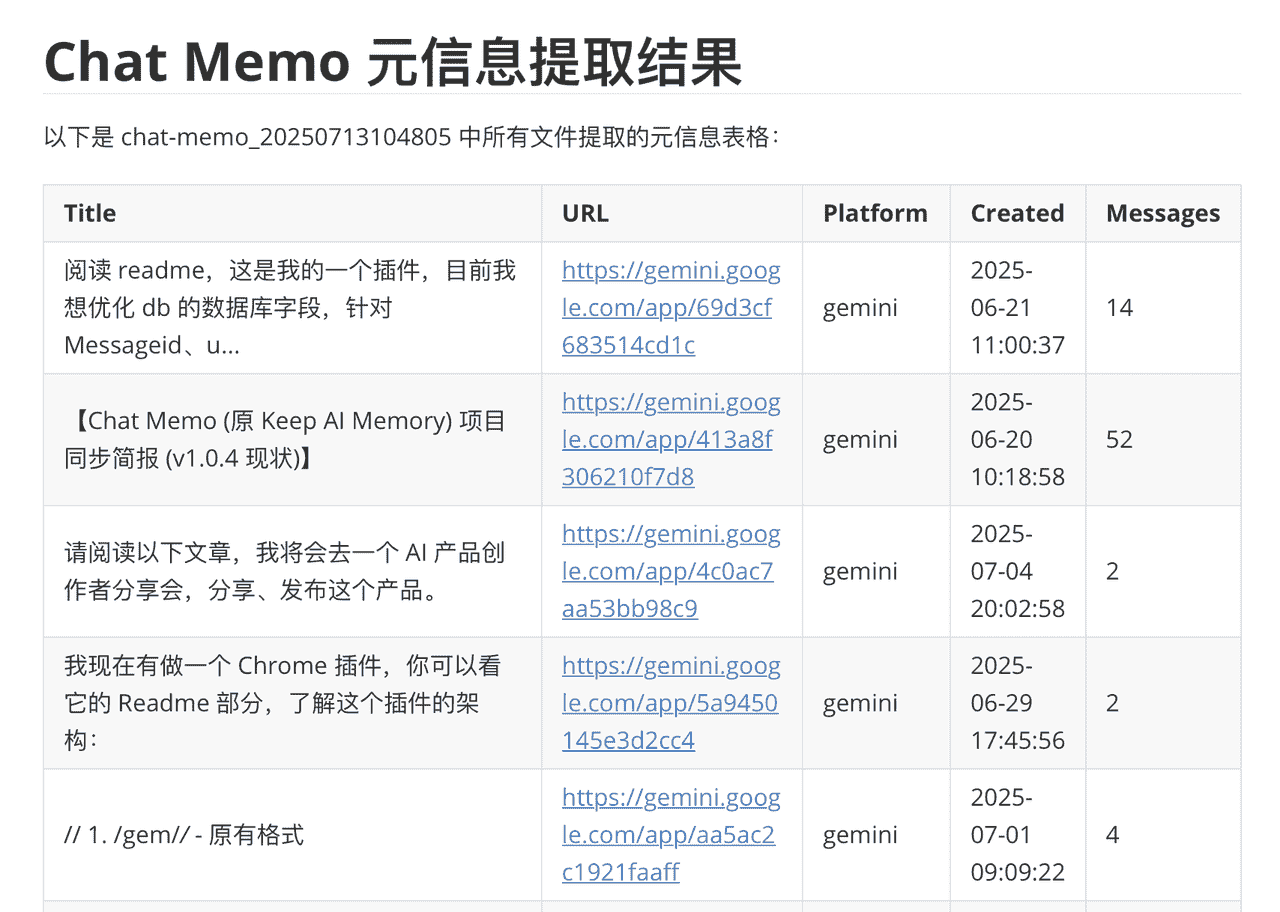 Chat Memo 元信息提取结果
以下是 chat-memo_20250713104805 中所有文件提取的元信息表格：
Title URL Platform Created Messages
阅读 readme，这是我的一个插件，目前我
想优化 db 的数据库字段，针对
Messageid、u...
https://gemini.goog
le.com/app/69d3cf
683514cd1c
gemini
2025-
06-21
11:00:37
14
【Chat Memo (原 Keep AI Memory) 项目
同步简报 (v1.0.4 现状)】
https://gemini.goog
le.com/app/413a8f
306210f7d8
gemini
2025-
06-20
10:18:58
52
请阅读以下文章，我将会去一个 AI 产品创
作者分享会，分享、发布这个产品。
https://gemini.goog
le.com/app/4c0ac7
aa53bb98c9
gemini
2025-
07-04
20:02:58
2
我现在有做一个 Chrome 插件，你可以看
它的 Readme 部分，了解这个插件的架
构：
https://gemini.goog
le.com/app/5a9450
145e3d2cc4
gemini
2025-
06-29
17:45:56
2
// 1. /gem// - 原有格式
https://gemini.goog
le.com/app/aa5ac2
c1921faaff
gemini
2025-
07-01
09:09:22
4